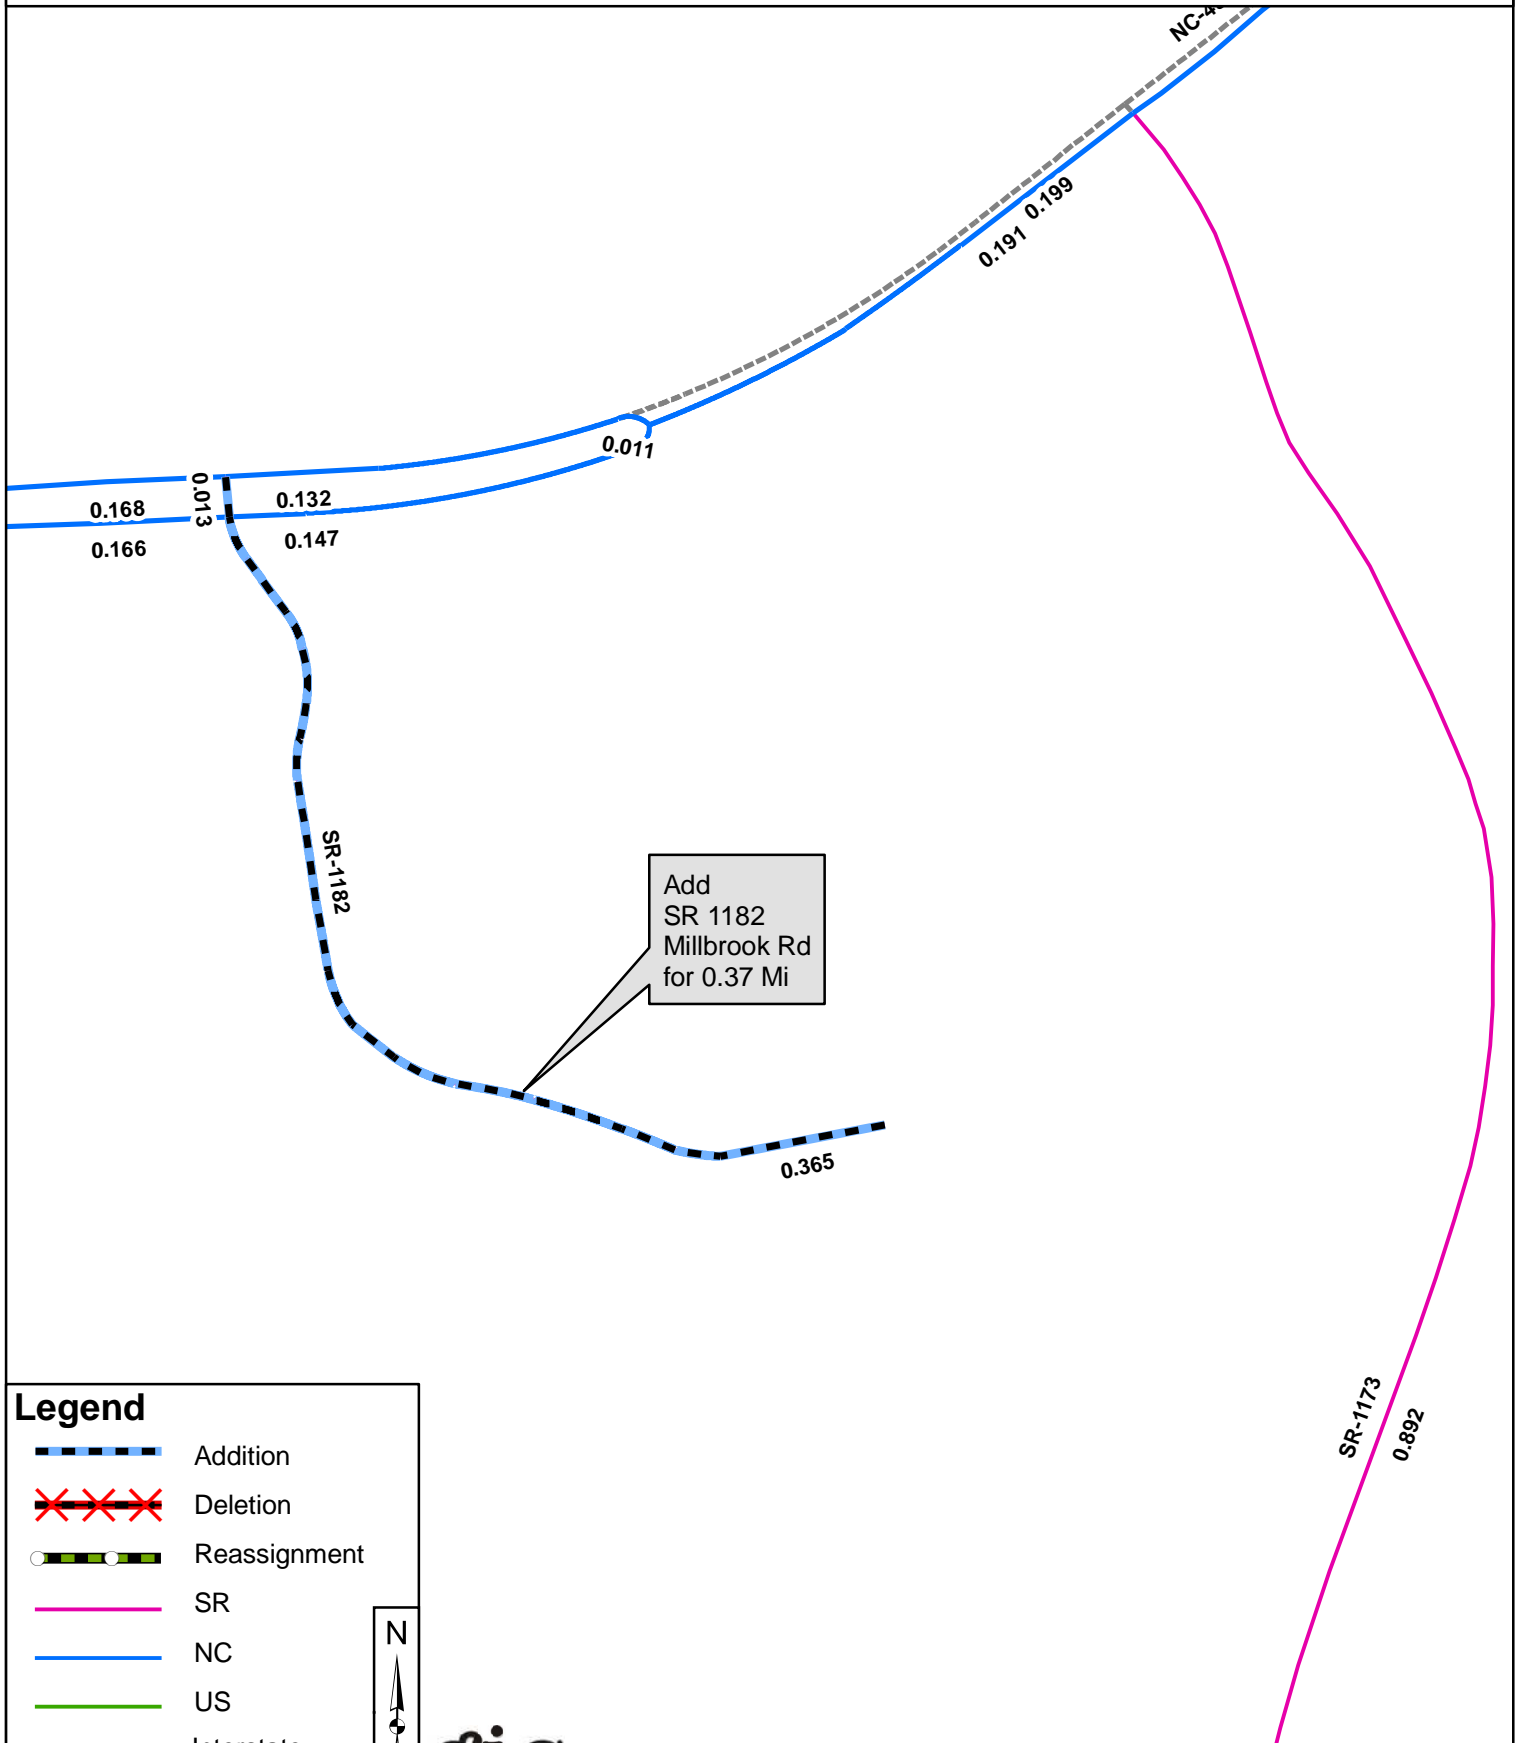 0.199
0.191
0.011
0.013
0.168
0.132
0.166
0.147
SR-1182
Add
SR 1182
Millbrook Rd
for 0.37 Mi
0.365
SR-1173
0.892
Legend
Addition
Deletion
Reassignment
SR
NC
US
N